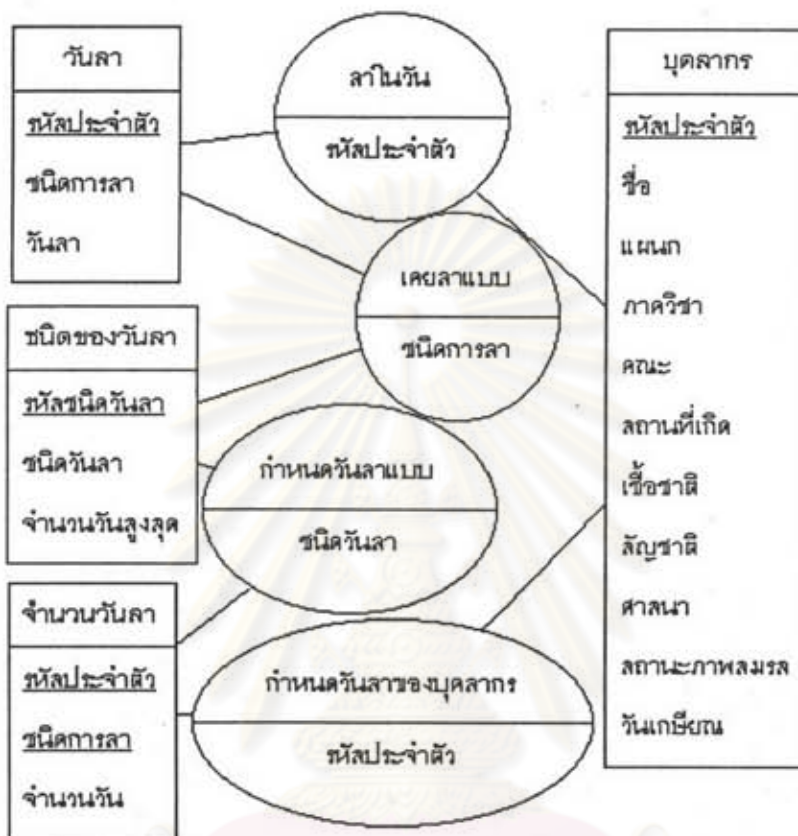 วันลา
รหัสประจำตัว
ชนิดการลา
วันลา
ลาในวัน
รหัสประจำตัว
เคยลาแบบ
ชนิดการลา
ชนิดของวันลา
รหัสชนิดวันลา
ชนิดวันลา
จำนวนวันสูงสุด
กำหนดวันลาแบบ
ชนิดวันลา
จำนวนวันลา
รหัสประจำตัว
ชนิดการลา
จำนวนวัน
กำหนดวันลาของบุคลากร
รหัสประจำตัว
บุคลากร
รหัสประจำตัว
ชื่อ
แผนก
ภาควิชา
คณะ
สถานที่เกิด
เชื้อชาติ
สัญชาติ
ศาสนา
สถานะภาพสมรส
วันเกษียณ